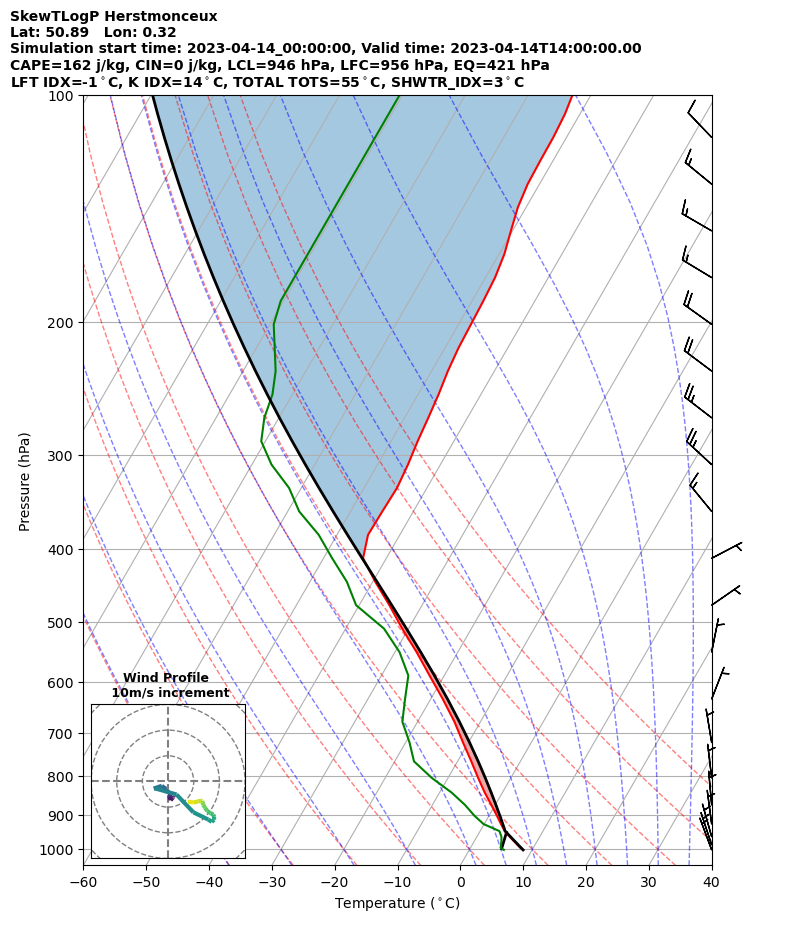 SkewTLogP Herstmonceux
Lat: 50.89   Lon: 0.32
Simulation start time: 2023-04-14_00:00:00, Valid time: 2023-04-14T14:00:00.00
CAPE=162 j/kg, CIN=0 j/kg, LCL=946 hPa, LFC=956 hPa, EQ=421 hPa
LFT IDX=-1°C, K IDX=14°C, TOTAL TOTS=55°C, SHWTR_IDX=3°C
100
200
300
400
500
600
700
800
900
1000
Pressure (hPa)
Wind Profile
10m/s increment
−60 −50 −40 −30 −20 −10 0 10 20 30 40
Temperature (°C)